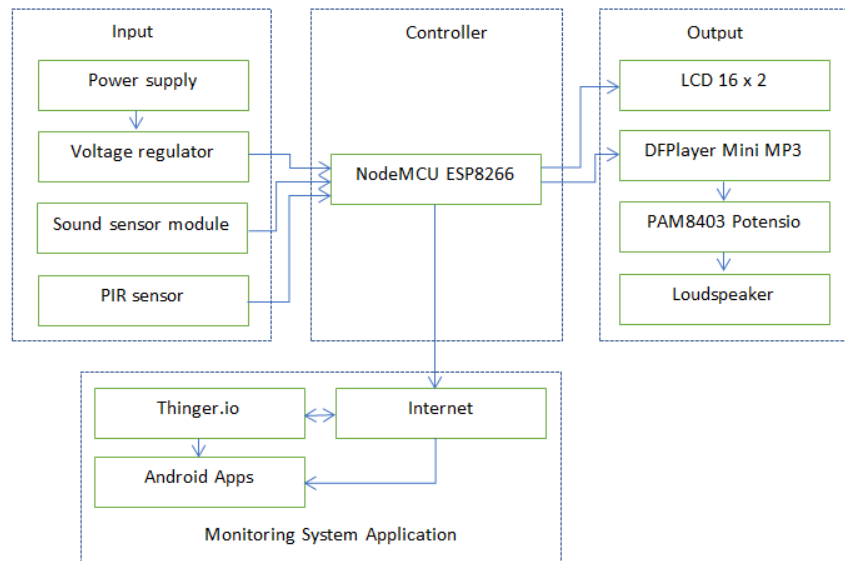 Input
Power supply
Voltage regulator
Sound sensor module
PIR sensor
Controller
NodeMCU ESP8266
Output
LCD 16 x 2
DFPlayer Mini MP3
PAM8403 Potensio
Loudspeaker
Thinger.io
Internet
Android Apps
Monitoring System Application